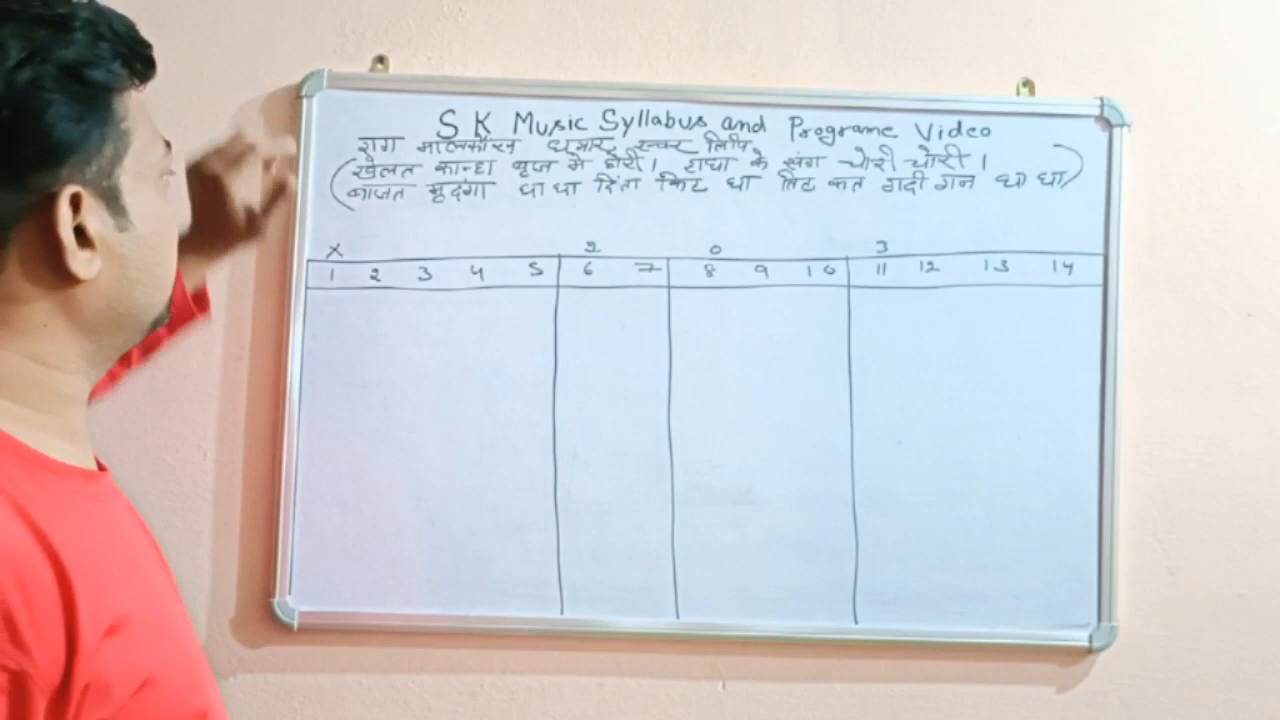 S K Music Syllabus and Programe Video
राग मालकौंस धमार स्वर लिपि
(खेलत कान्हा बृज मे होरी। राधा के संग चोरी चोरी।
बाजत मृदंगा धा धा दिंता किट धा तिट कत गदी गन धा धा)
X 2 0 3
1 2 3 4 5 6 7 8 9 10 11 12 13 14